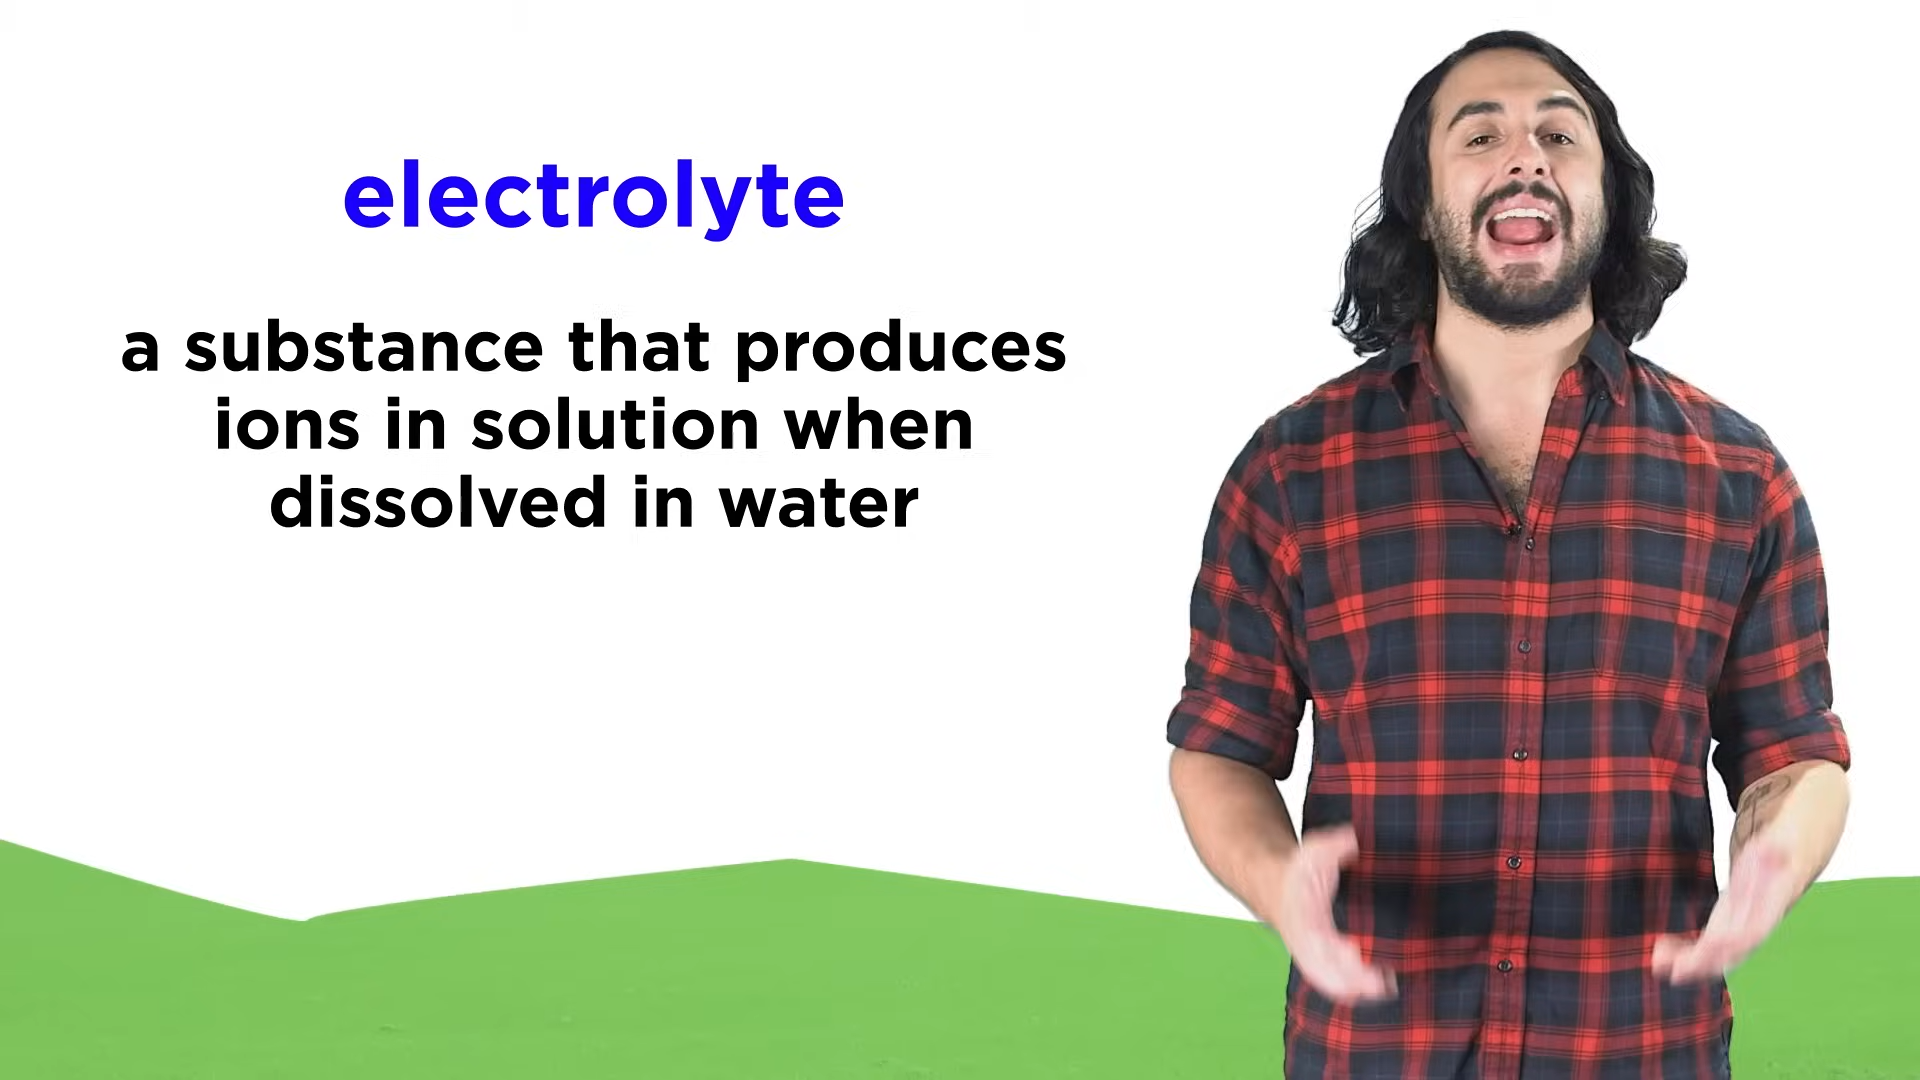 electrolyte
a substance that produces
ions in solution when
dissolved in water